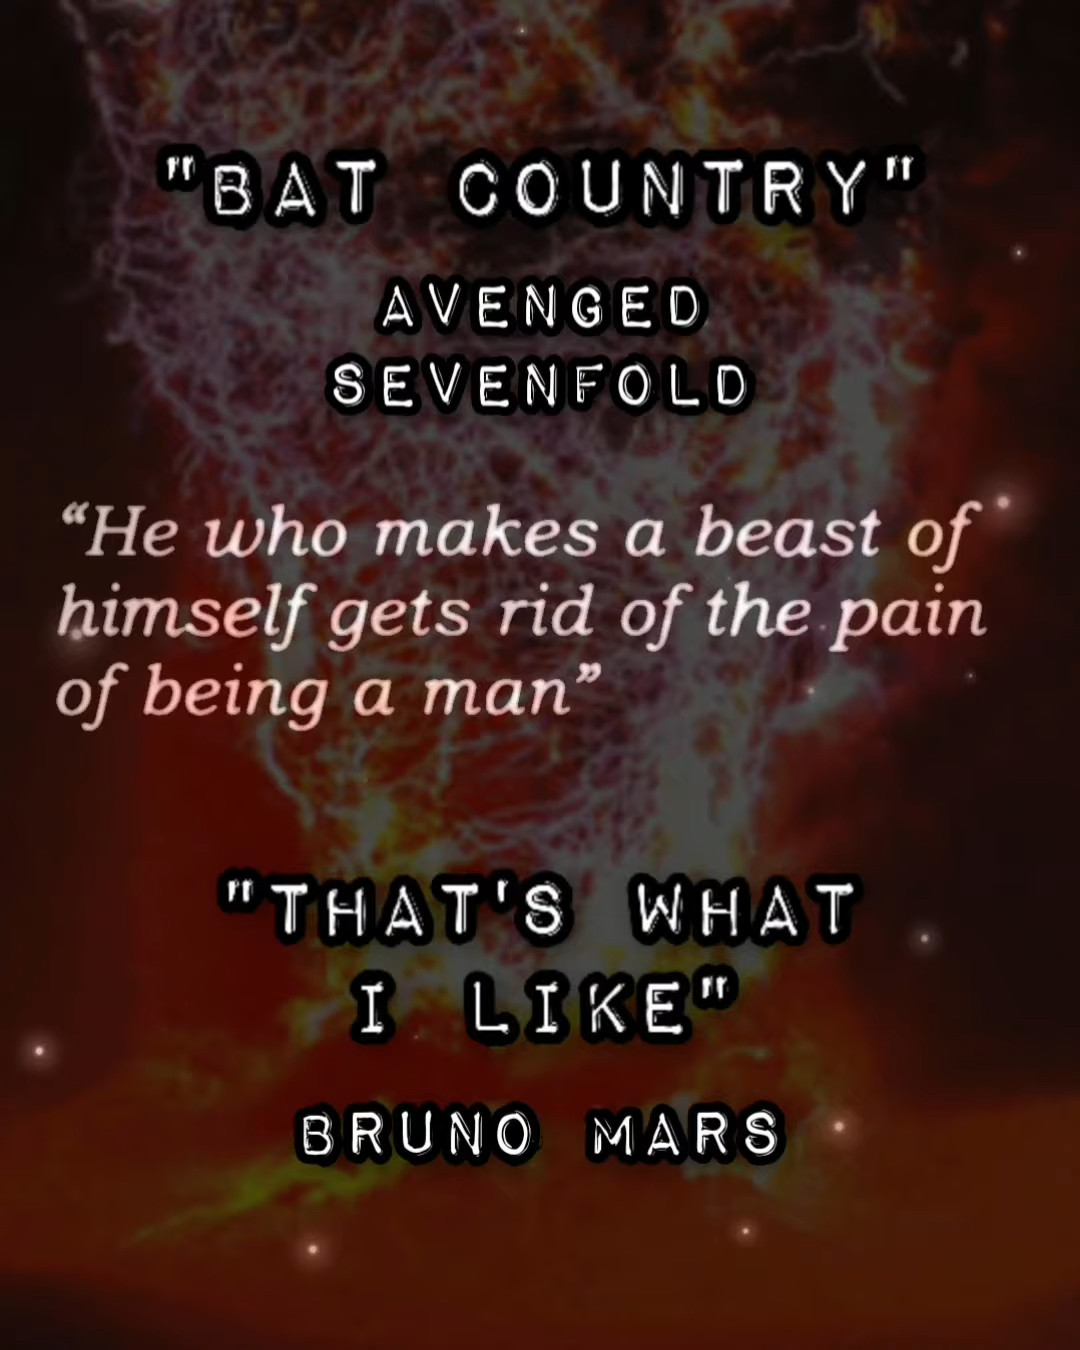 "BAT COUNTRY"
AVENGED
SEVENFOLD
“He who makes a beast of
himself gets rid of the pain
of being a man”
"THAT'S WHAT
I LIKE"
BRUNO MARS